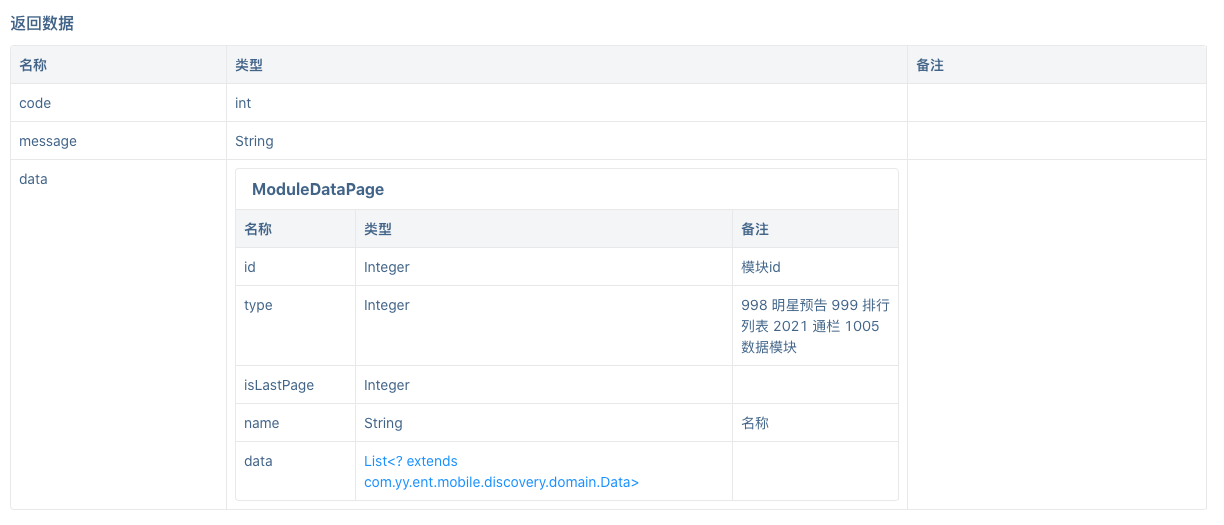 返回数据
名称 类型 备注
code int
message String
data
ModuleDataPage
名称 类型 备注
id Integer 模块id
type Integer 998 明星预告 999 排行
列表 2021 通栏 1005
数据模块
isLastPage Integer
name String 名称
data List<? extends
com.yy.ent.mobile.discovery.domain.Data>